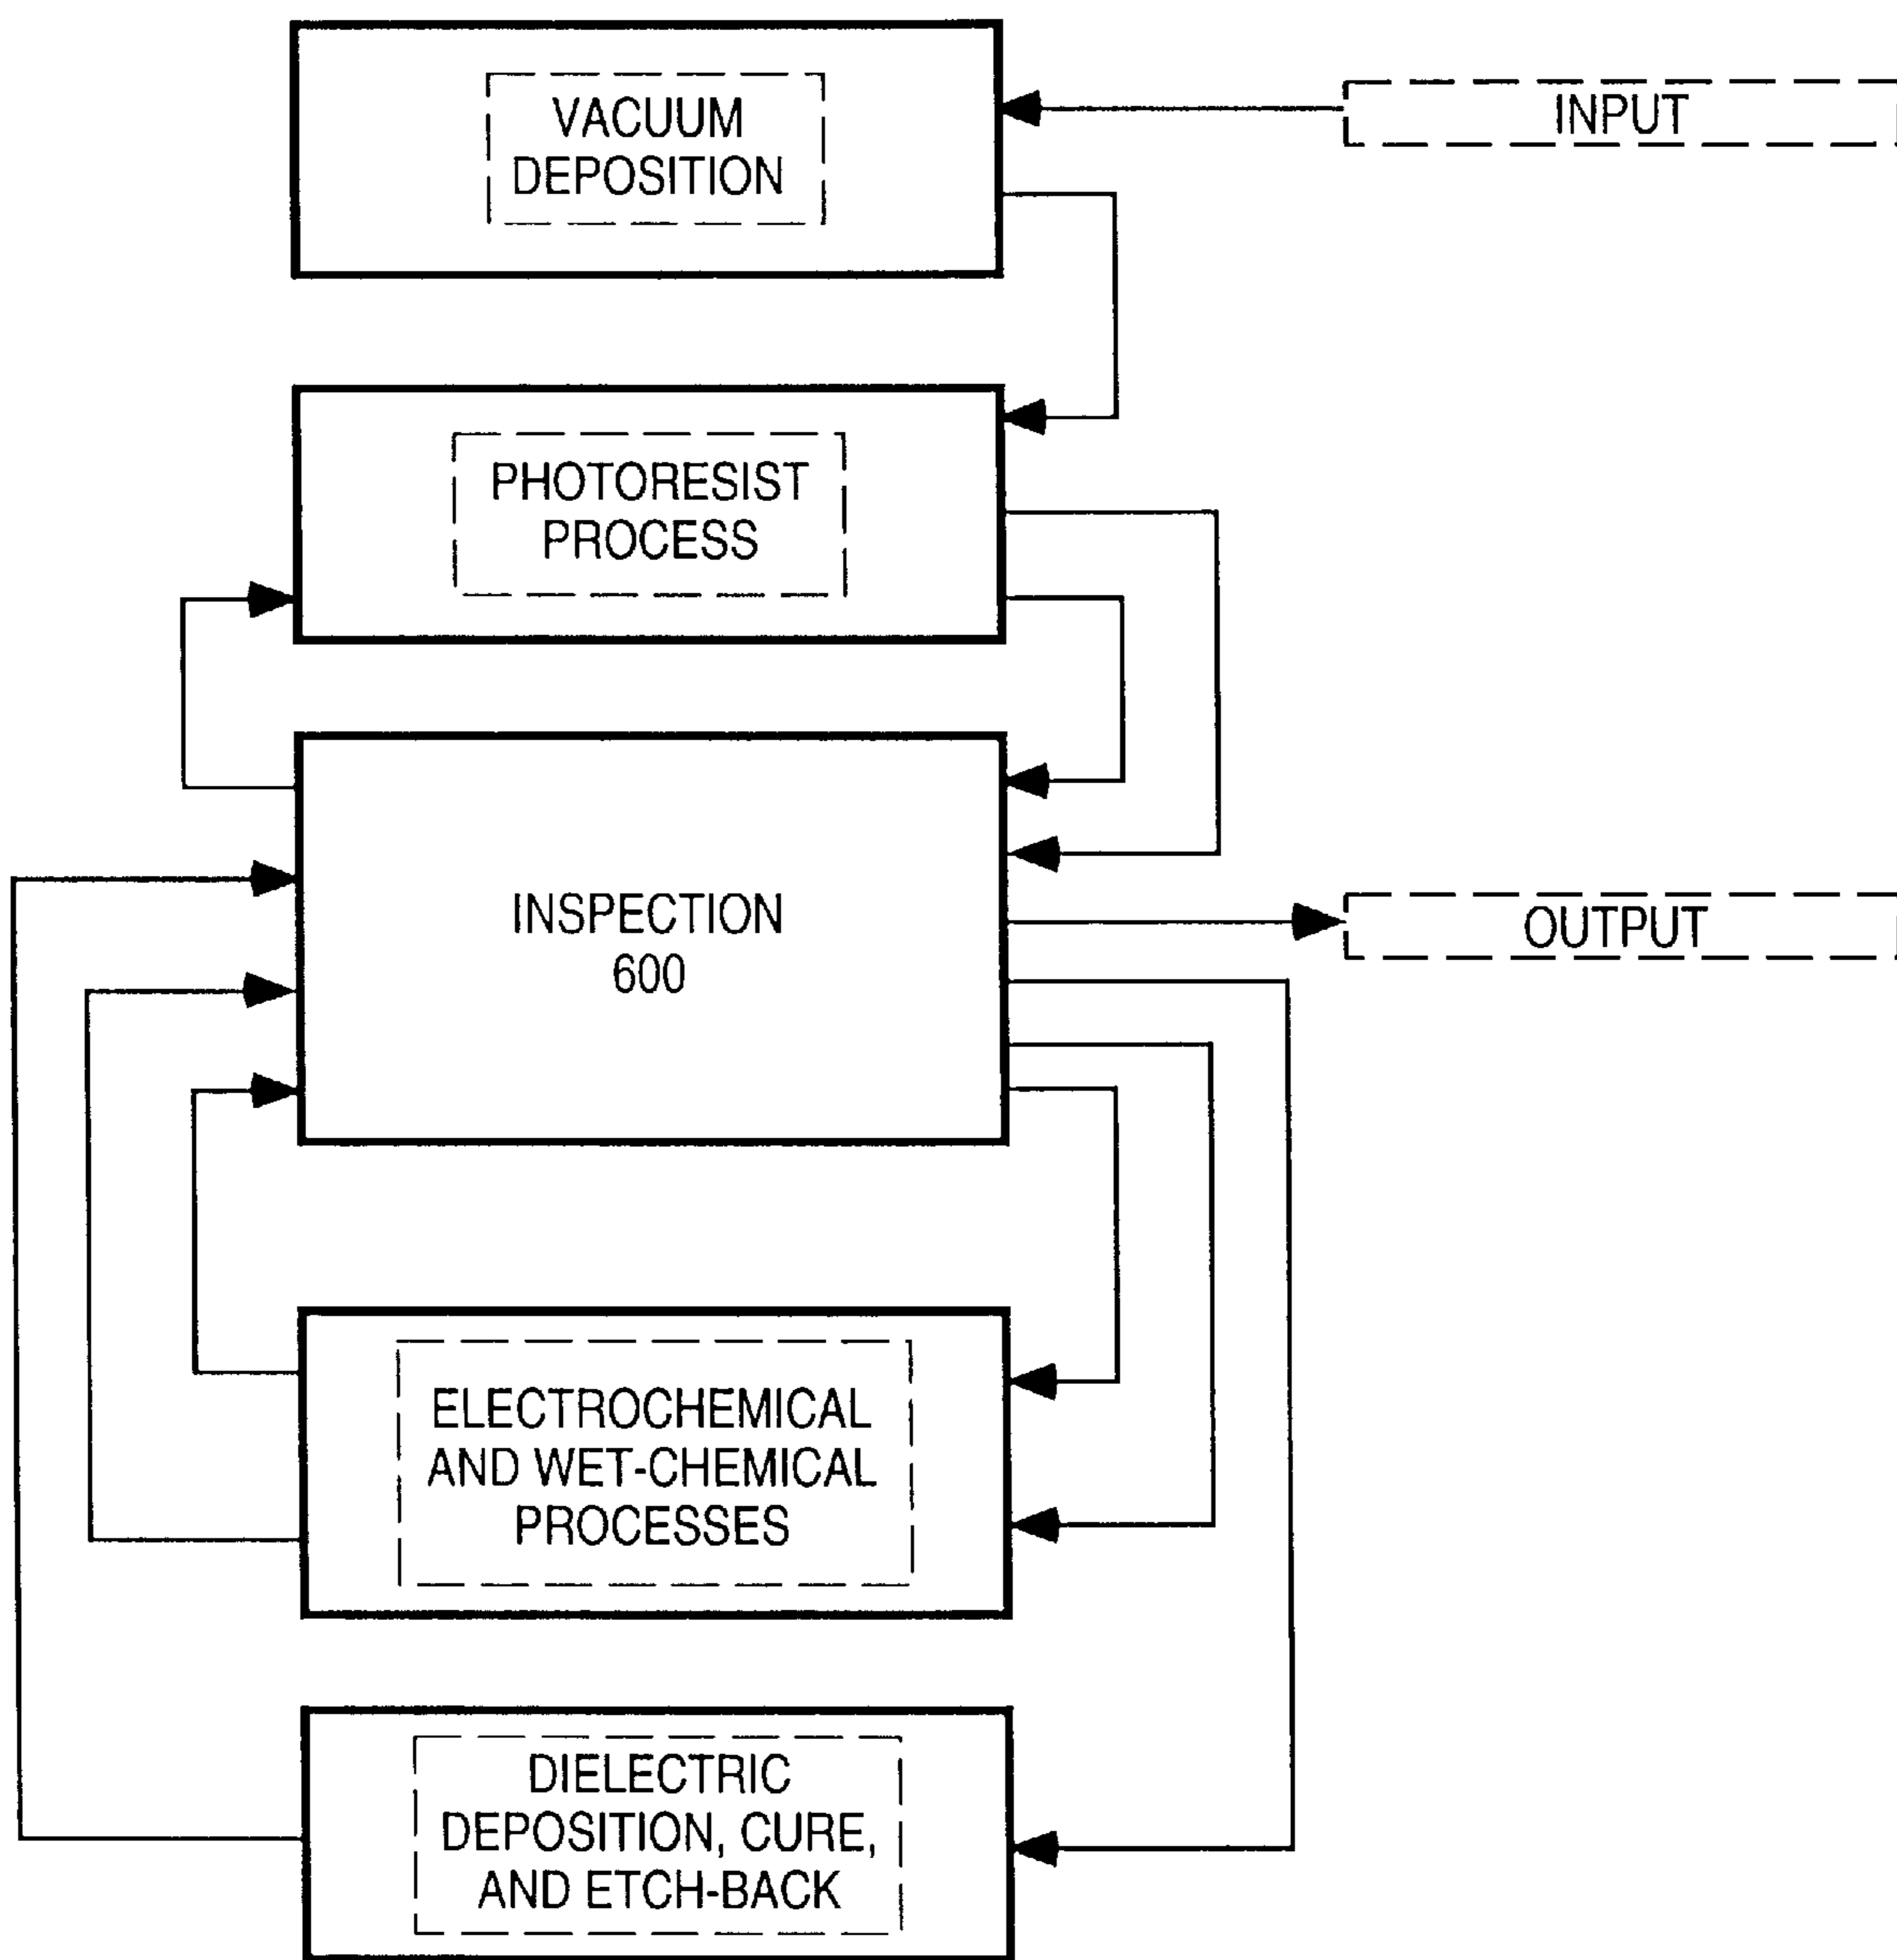 VACUUM
DEPOSITION
INPUT
PHOTORESIST
PROCESS
INSPECTION
600
OUTPUT
ELECTROCHEMICAL
AND WET-CHEMICAL
PROCESSES
DIELECTRIC
DEPOSITION, CURE,
AND ETCH-BACK